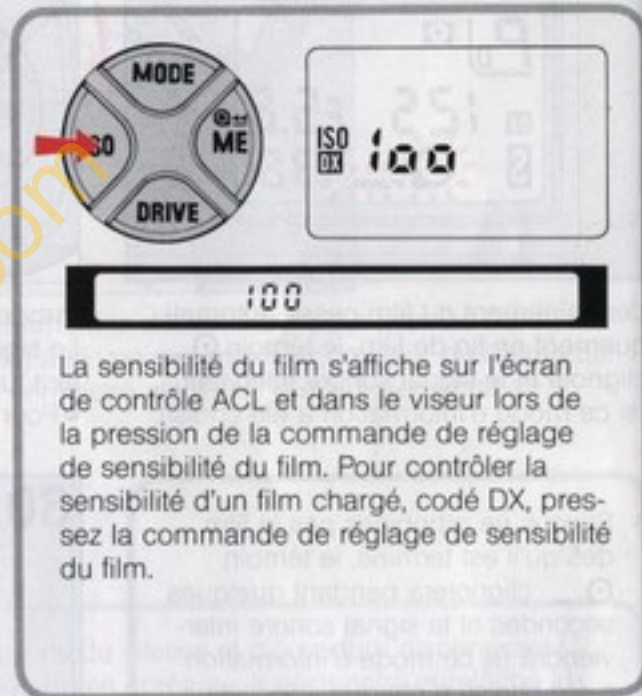 MODE
ISO
ME
DRIVE
ISO
DX 100
100
La sensibilité du film s'affiche sur l'écran
de contrôle ACL et dans le viseur lors de
la pression de la commande de réglage
de sensibilité du film. Pour contrôler la
sensibilité d'un film chargé, codé DX, pres-
sez la commande de réglage de sensibilité
du film.